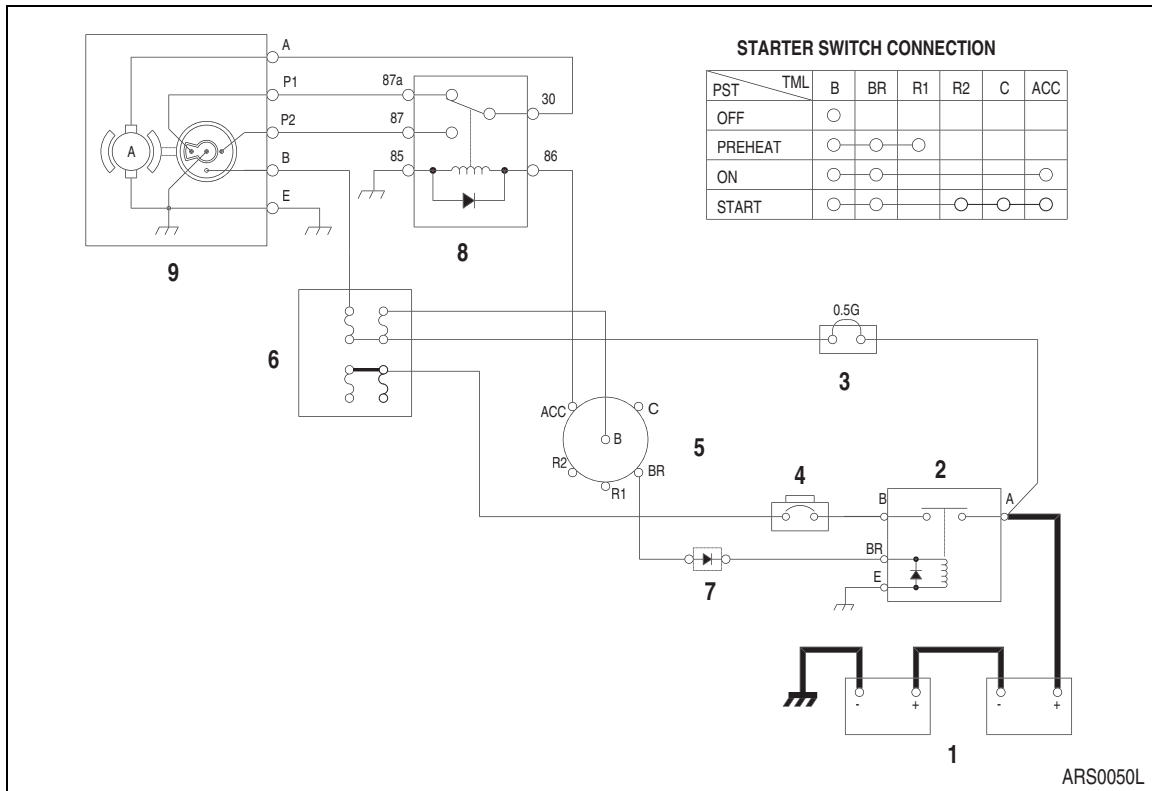 STARTER SWITCH CONNECTION
PST TML B BR R1 R2 C ACC
OFF
PREHEAT
ON
START
A
P1
P2
B
E
A
9
87a
87
85
30
86
8
6
0.5G
3
ACC
C
B
R2
BR
R1
5
4
7
2
B
A
BR
E
- + - +
1
ARS0050L